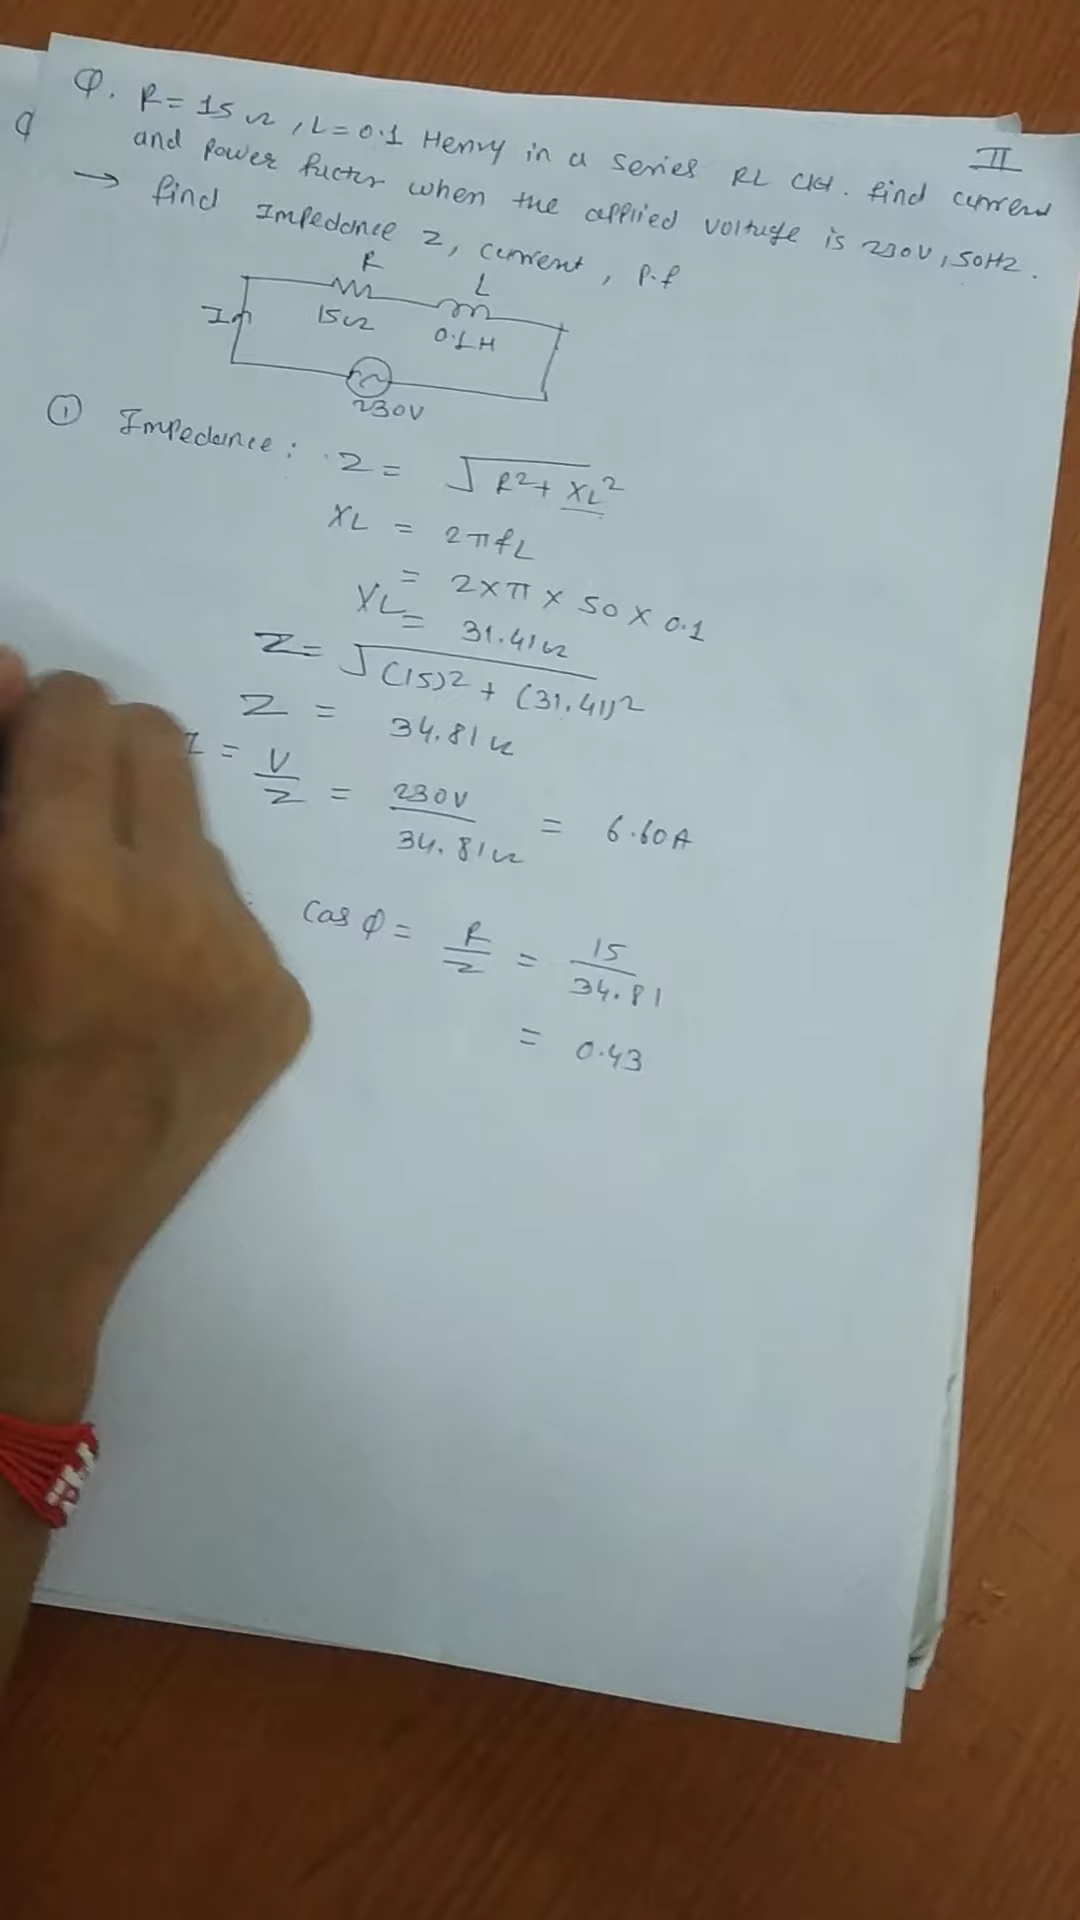 II
Q. R = 15Ω, L = 0.1 Henry in a series RL ckt. find current
and power factor when the applied voltage is 230V, 50Hz.
→ find Impedance Z, current, p.f
R L
I 15Ω 0.1H
230V
① Impedance: Z = √R²+XL²
XL = 2πfL
= 2×π×50×0.1
XL = 31.41Ω
Z = √(15)²+(31.41)²
Z = 34.81Ω
I = V/Z = 230V/34.81Ω = 6.60A
Cos φ = R/Z = 15/34.81
= 0.43